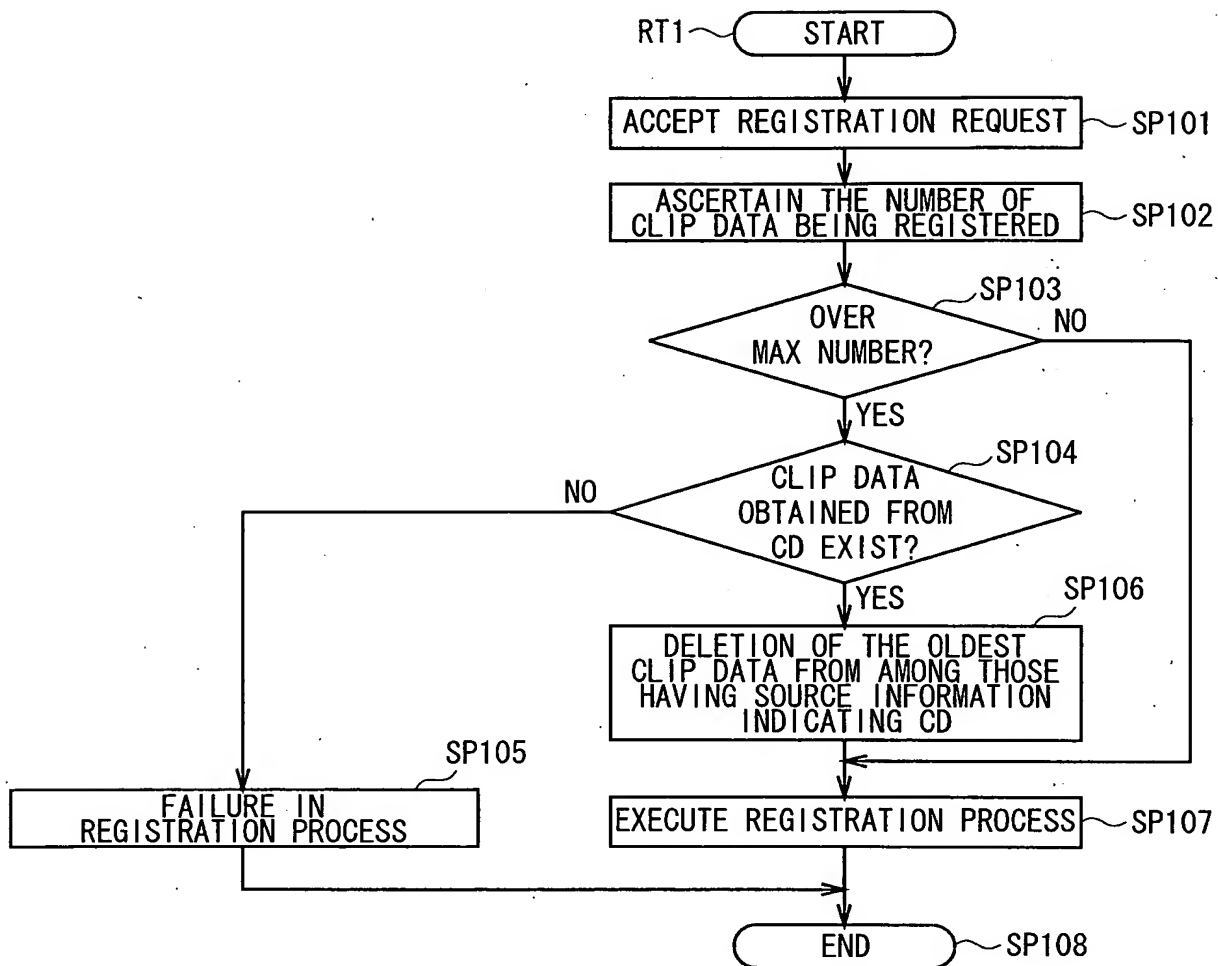 RT1
START
ACCEPT REGISTRATION REQUEST
SP101
ASCERTAIN THE NUMBER OF
CLIP DATA BEING REGISTERED
SP102
SP103
OVER
MAX NUMBER?
NO
YES
SP104
CLIP DATA
OBTAINED FROM
CD EXIST?
NO
YES
SP106
DELETION OF THE OLDEST
CLIP DATA FROM AMONG THOSE
HAVING SOURCE INFORMATION
INDICATING CD
SP105
FAILURE IN
REGISTRATION PROCESS
EXECUTE REGISTRATION PROCESS
SP107
END
SP108